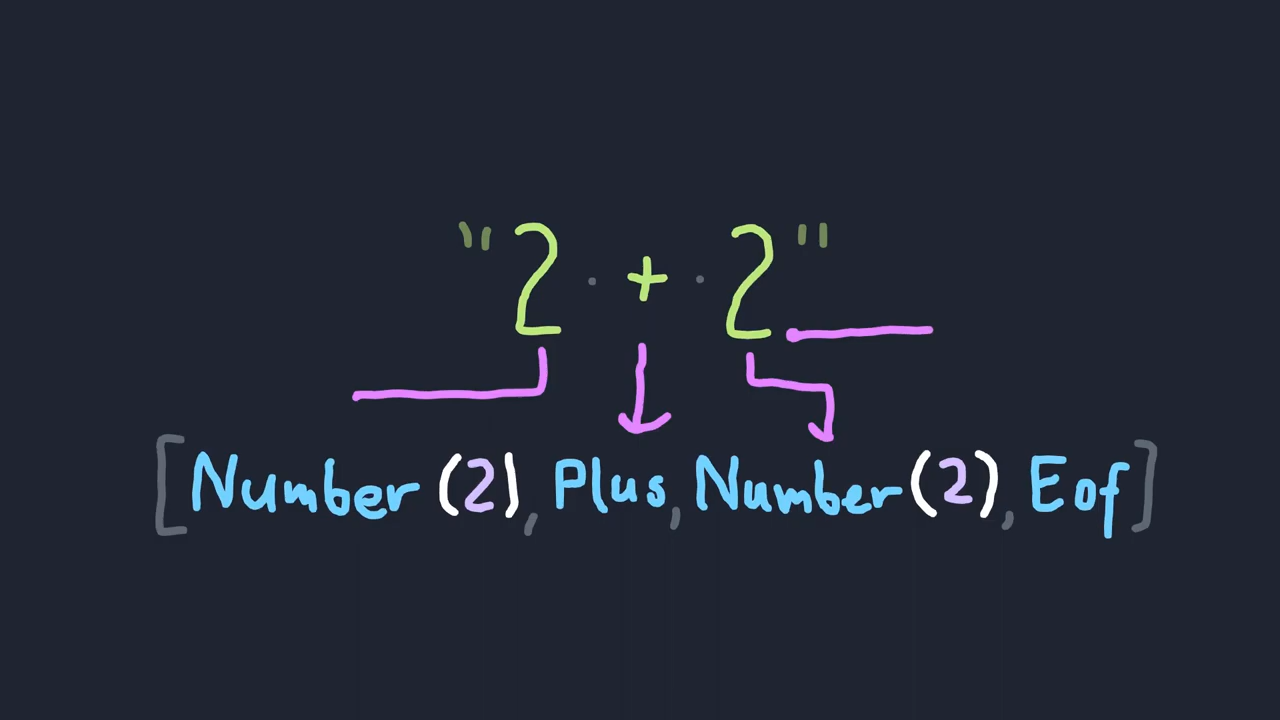 "2 · + · 2"
[Number(2), Plus, Number(2), Eof]